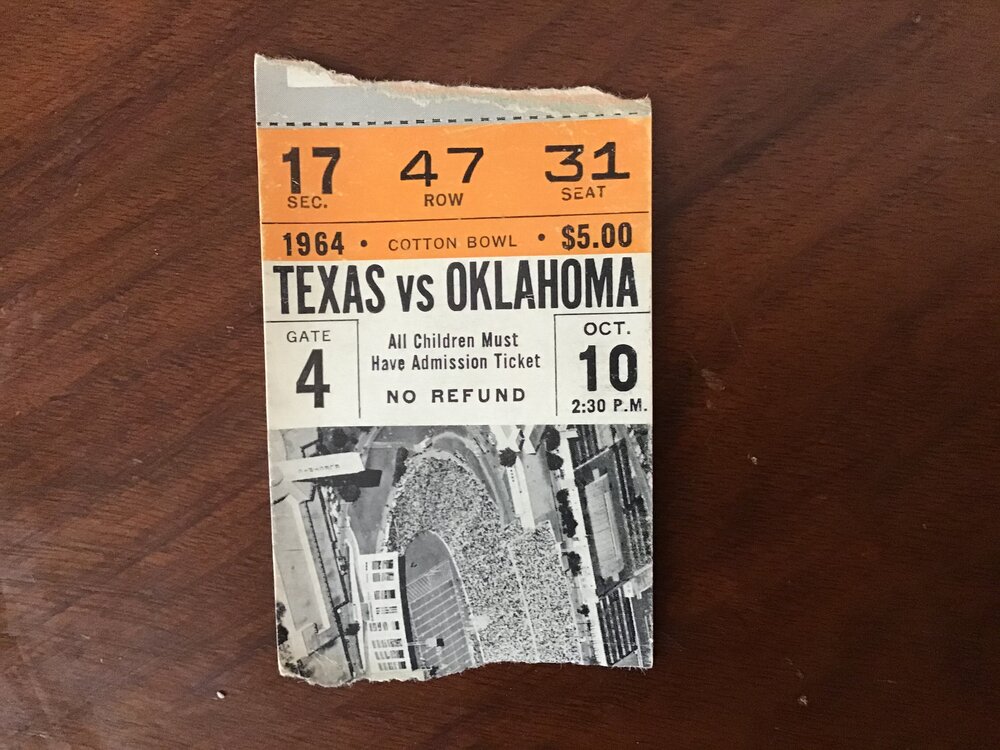 17 47 31
SEC. ROW SEAT
1964 • COTTON BOWL • $5.00
TEXAS VS OKLAHOMA
GATE
4
All Children Must
Have Admission Ticket
NO REFUND
OCT.
10
2:30 P.M.